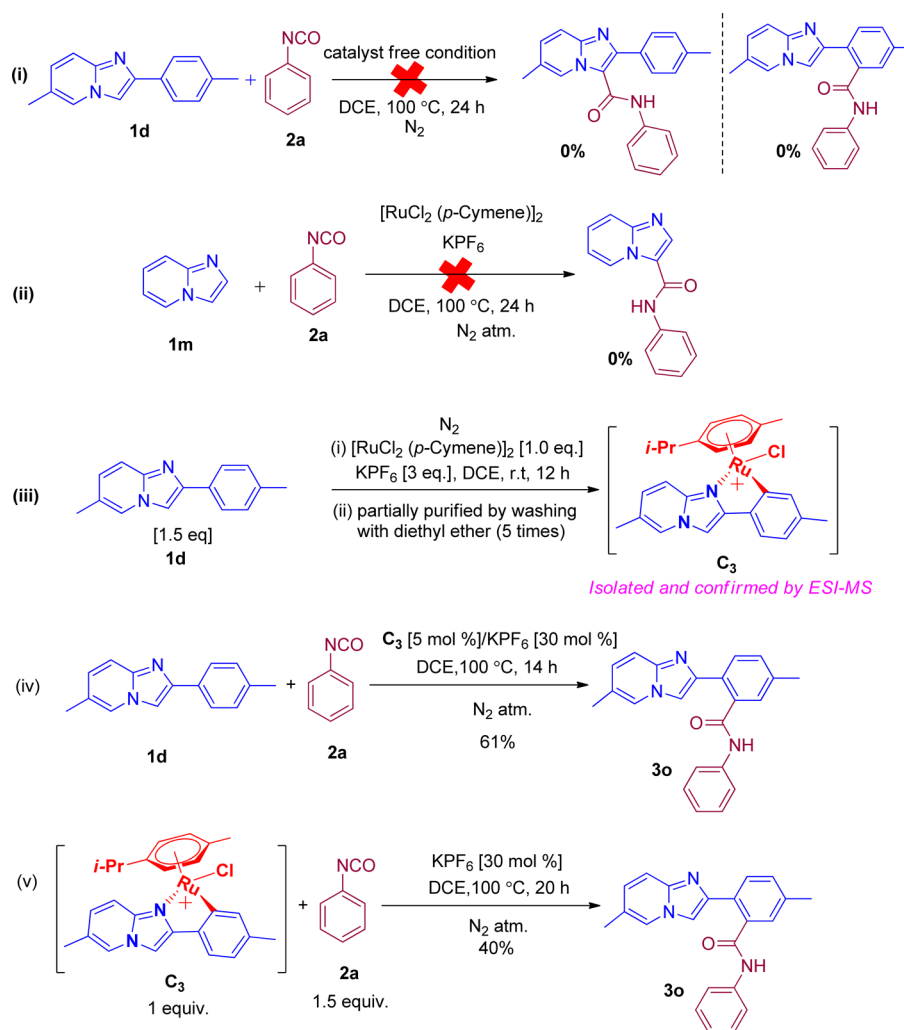 (i)
N
N
1d
+
NCO
2a
catalyst free condition
DCE, 100 °C, 24 h
N2
N
N
O
NH
0%
N
N
O
NH
0%
(ii)
N
N
1m
+
NCO
2a
[RuCl2 (p-Cymene)]2
KPF6
DCE, 100 °C, 24 h
N2 atm.
N
N
O
NH
0%
(iii)
N
N
[1.5 eq]
1d
N2
(i) [RuCl2 (p-Cymene)]2 [1.0 eq.]
KPF6 [3 eq.], DCE, r.t, 12 h
(ii) partially purified by washing
with diethyl ether (5 times)
i-Pr
Ru
Cl
+
N
N
C3
Isolated and confirmed by ESI-MS
(iv)
N
N
1d
+
NCO
2a
C3 [5 mol %]/KPF6 [30 mol %]
DCE,100 °C, 14 h
N2 atm.
61%
N
N
O
NH
3o
(v)
i-Pr
Ru
Cl
+
N
N
C3
1 equiv.
+
NCO
2a
1.5 equiv.
KPF6 [30 mol %]
DCE,100 °C, 20 h
N2 atm.
40%
N
N
O
NH
3o